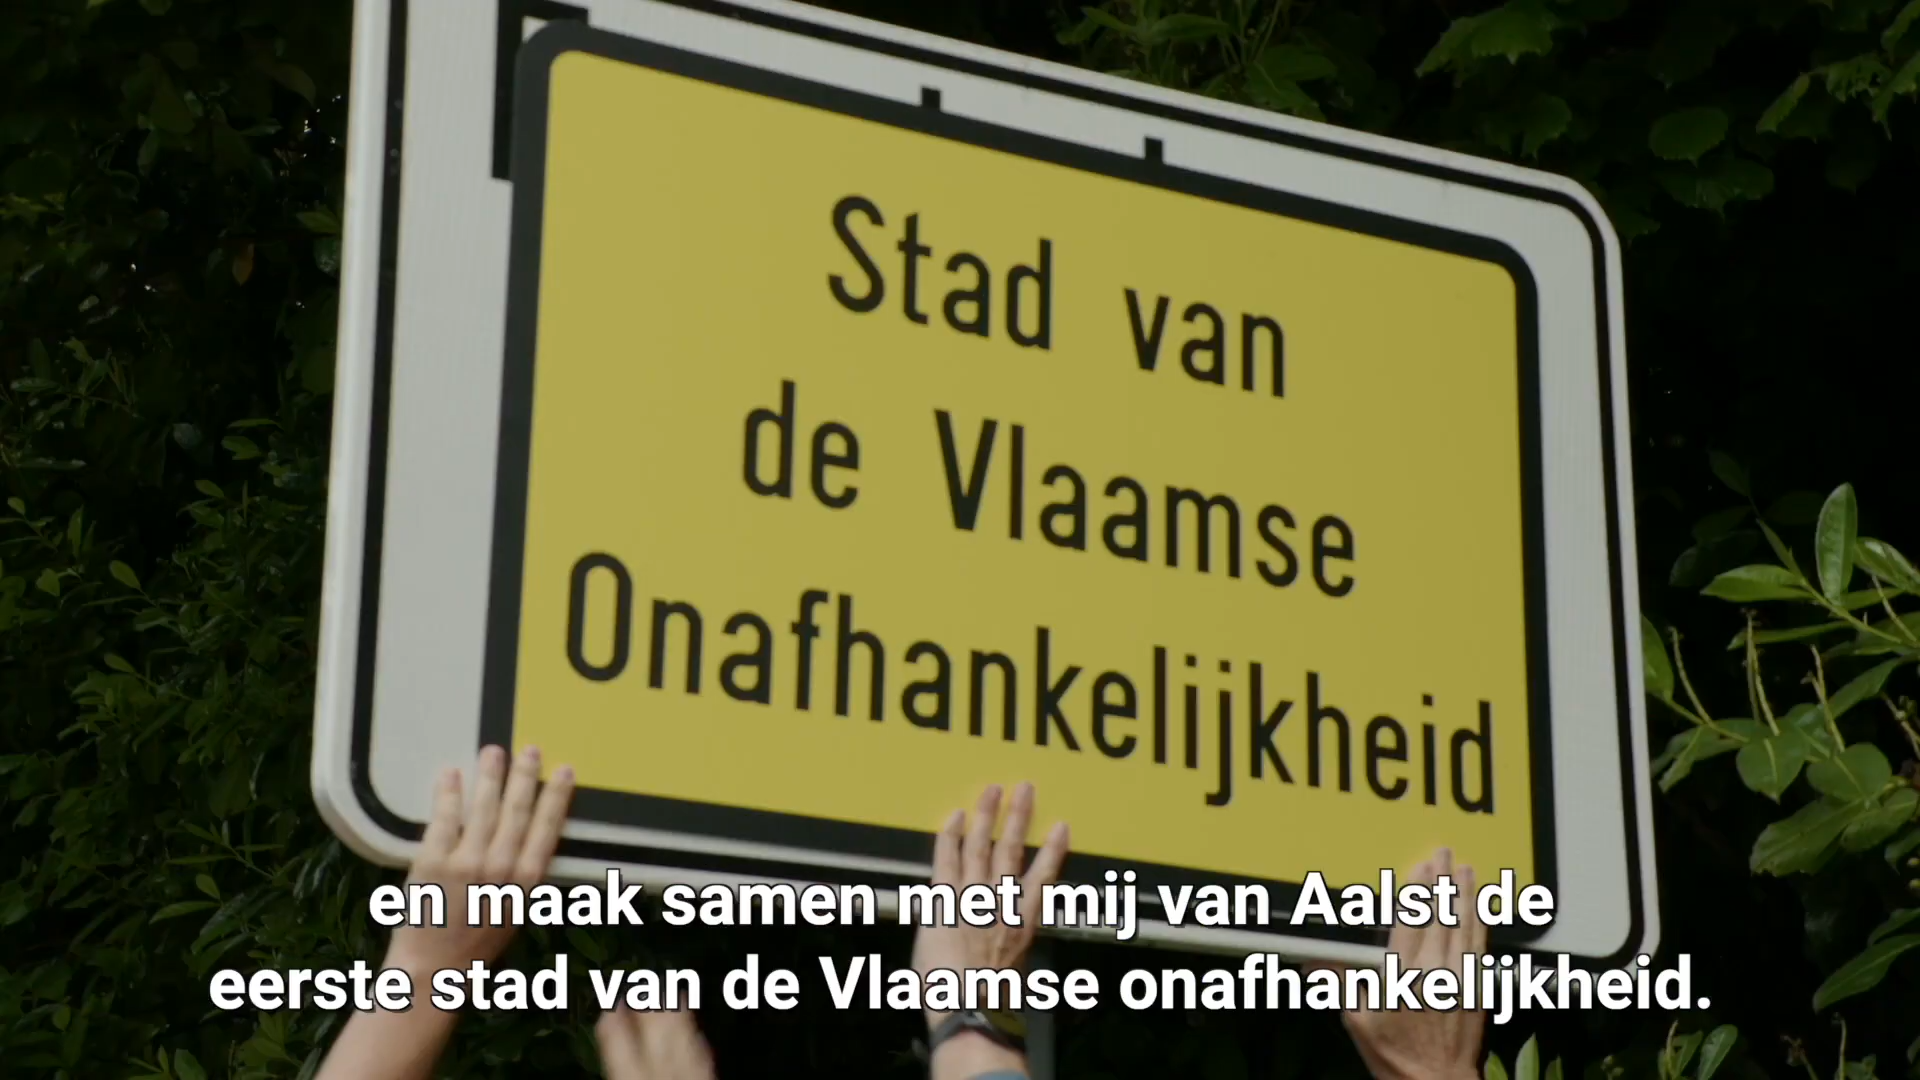 Stad van
de Vlaamse
Onafhankelijkheid
en maak samen met mij van Aalst de
eerste stad van de Vlaamse onafhankelijkheid.